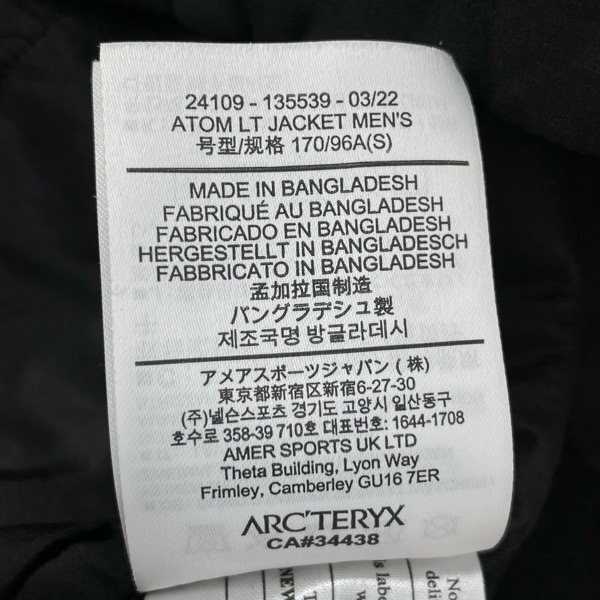 24109 - 135539 - 03/22
ATOM LT JACKET MEN'S
号型/规格 170/96A(S)
MADE IN BANGLADESH
FABRIQUÉ AU BANGLADESH
FABRICADO EN BANGLADESH
HERGESTELLT IN BANGLADESCH
FABBRICATO IN BANGLADESH
孟加拉国制造
バングラデシュ製
제조국명 방글라데시
アメアスポーツジャパン (株)
東京都新宿区新宿6-27-30
(주)넬슨스포츠 경기도 고양시 일산동구
호수로 358-39 710호 대표번호: 1644-1708
AMER SPORTS UK LTD
Theta Building, Lyon Way
Frimley, Camberley GU16 7ER
ARC'TERYX
CA#34438